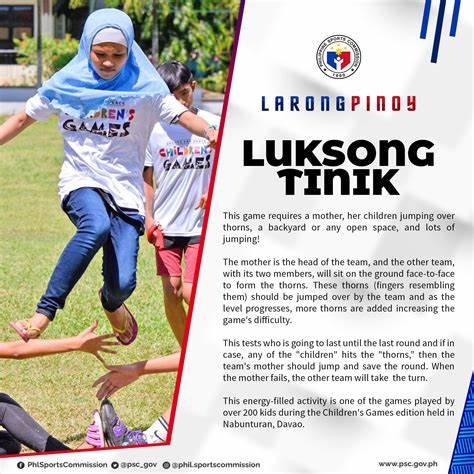 PHILIPPINE SPORTS COMMISSION
1990
LARONGPINOY
LUKSONG
TINIK
CHILDREN'S
GAMES
CHILDREN'S
GAMES
This game requires a mother, her children jumping over
thorns, a backyard or any open space, and lots of
jumping!
The mother is the head of the team, and the other team,
with its two members, will sit on the ground face-to-face
to form the thorns. These thorns (fingers resembling
them) should be jumped over by the team and as the
level progresses, more thorns are added increasing the
game's difficulty.
This tests who is going to last until the last round and if in
case, any of the "children" hits the "thorns," then the
team's mother should jump and save the round. When
the mother fails, the other team will take the turn.
This energy-filled activity is one of the games played by
over 200 kids during the Children's Games edition held in
Nabunturan, Davao.
PhlSportsCommission @psc_gov @philsportscommission
www.psc.gov.ph